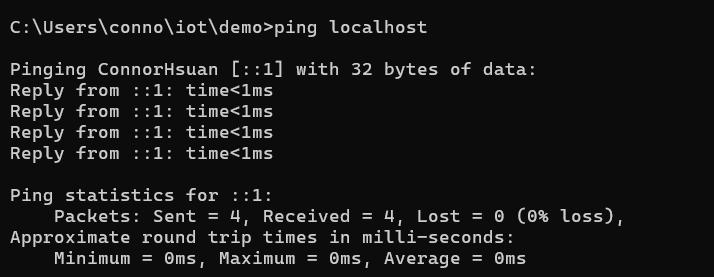 C:\Users\conno\iot\demo>ping localhost
Pinging ConnorHsuan [::1] with 32 bytes of data:
Reply from ::1: time<1ms
Reply from ::1: time<1ms
Reply from ::1: time<1ms
Reply from ::1: time<1ms
Ping statistics for ::1:
    Packets: Sent = 4, Received = 4, Lost = 0 (0% loss),
Approximate round trip times in milli-seconds:
    Minimum = 0ms, Maximum = 0ms, Average = 0ms